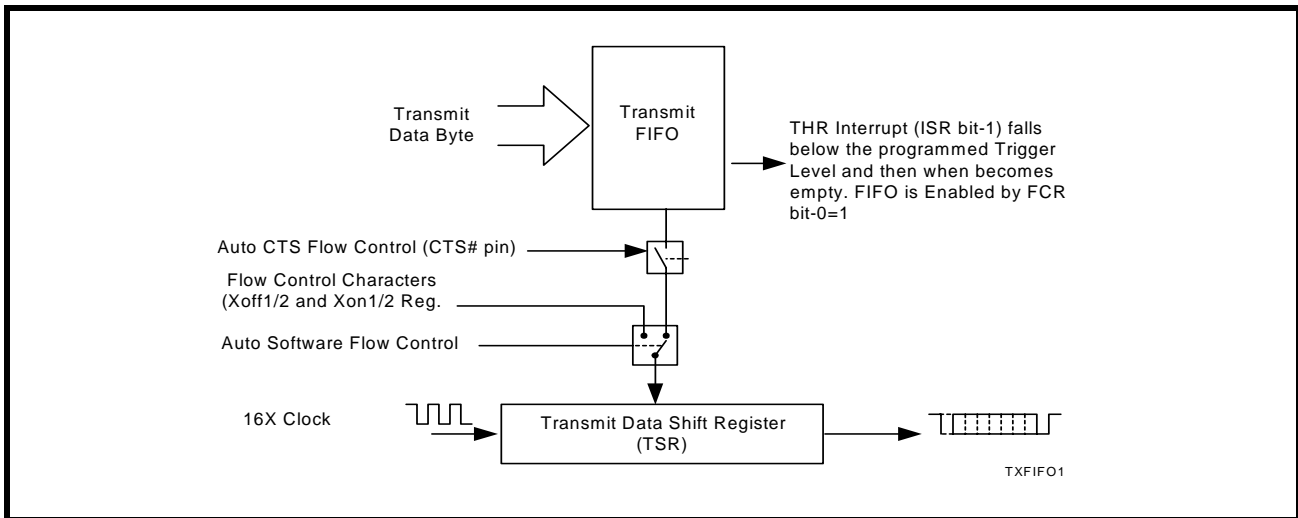 Transmit
FIFO
Transmit
Data Byte
THR Interrupt (ISR bit-1) falls
below the programmed Trigger
Level and then when becomes
empty. FIFO is Enabled by FCR
bit-0=1
Auto CTS Flow Control (CTS# pin)
Flow Control Characters
(Xoff1/2 and Xon1/2 Reg.
Auto Software Flow Control
16X Clock
Transmit Data Shift Register
(TSR)
TXFIFO1